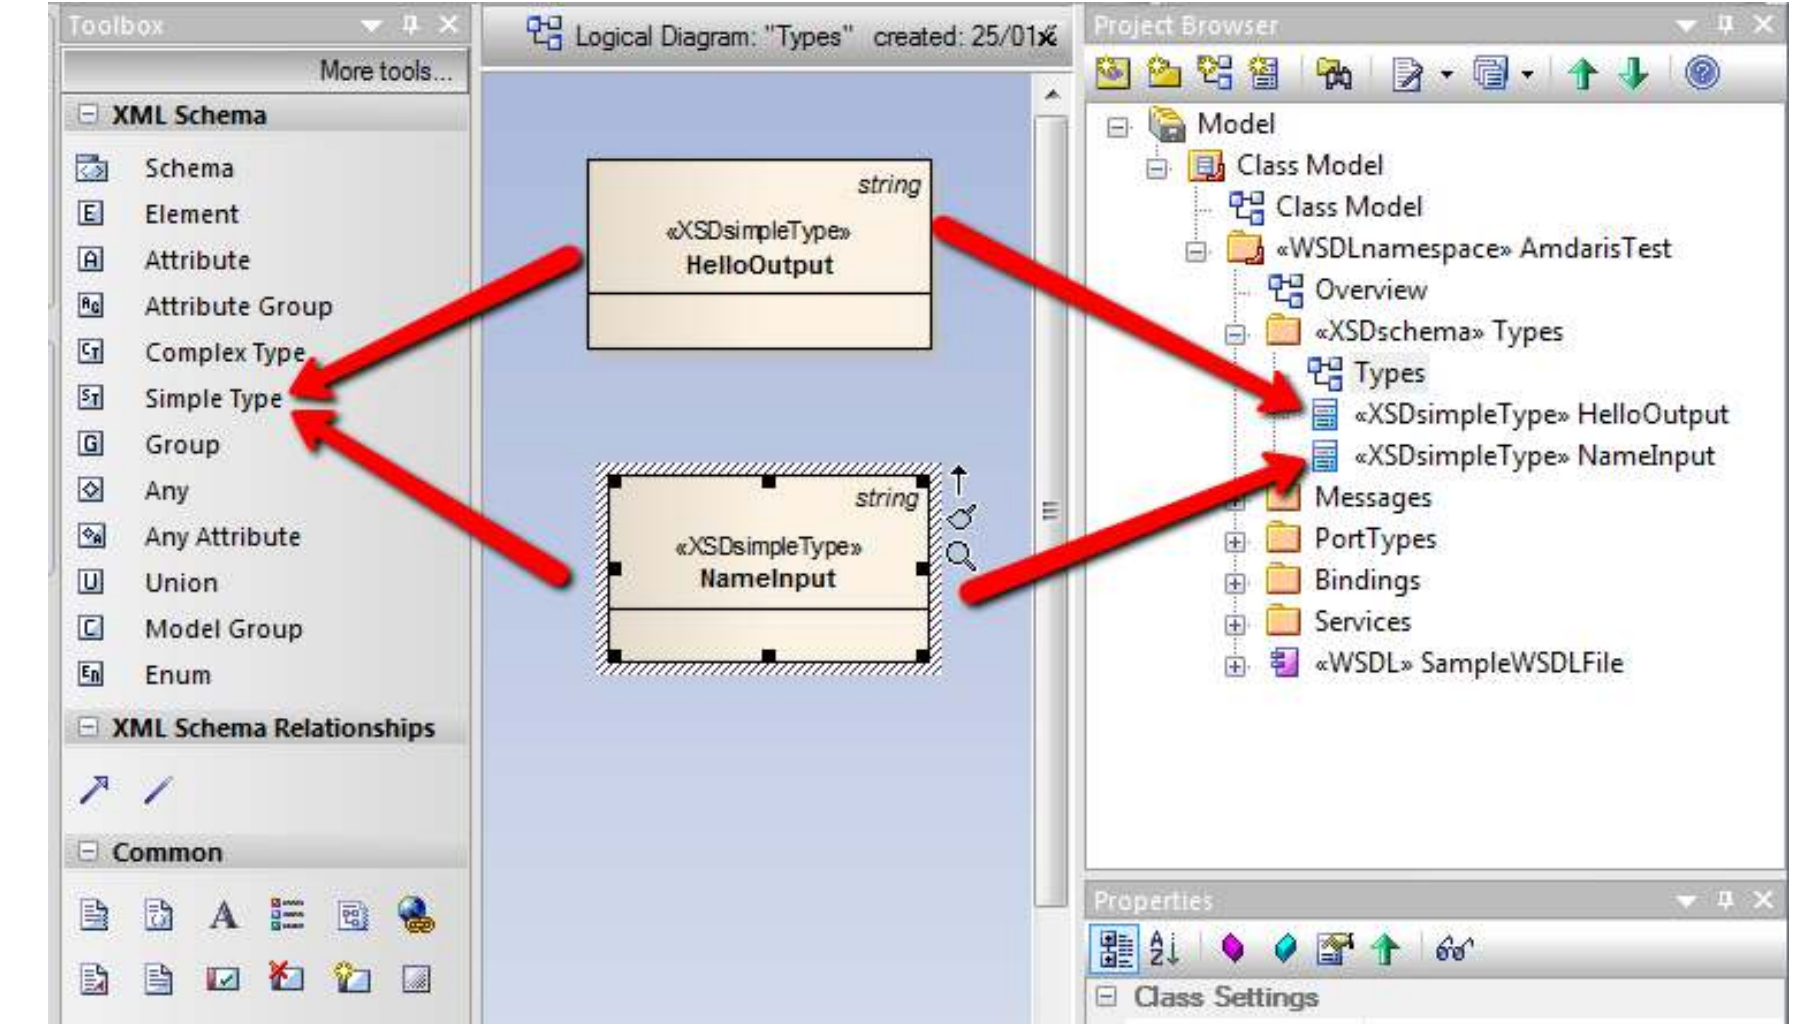 Toolbox
More tools...
XML Schema
Schema
Element
Attribute
Attribute Group
Complex Type
Simple Type
Group
Any
Any Attribute
Union
Model Group
Enum
XML Schema Relationships
Common
Logical Diagram: "Types" created: 25/01
string
«XSDsimpleType»
HelloOutput
string
«XSDsimpleType»
NameInput
Project Browser
Model
Class Model
Class Model
«WSDLnamespace» AmdarisTest
Overview
«XSDschema» Types
Types
«XSDsimpleType» HelloOutput
«XSDsimpleType» NameInput
Messages
PortTypes
Bindings
Services
«WSDL» SampleWSDLFile
Properties
Class Settings